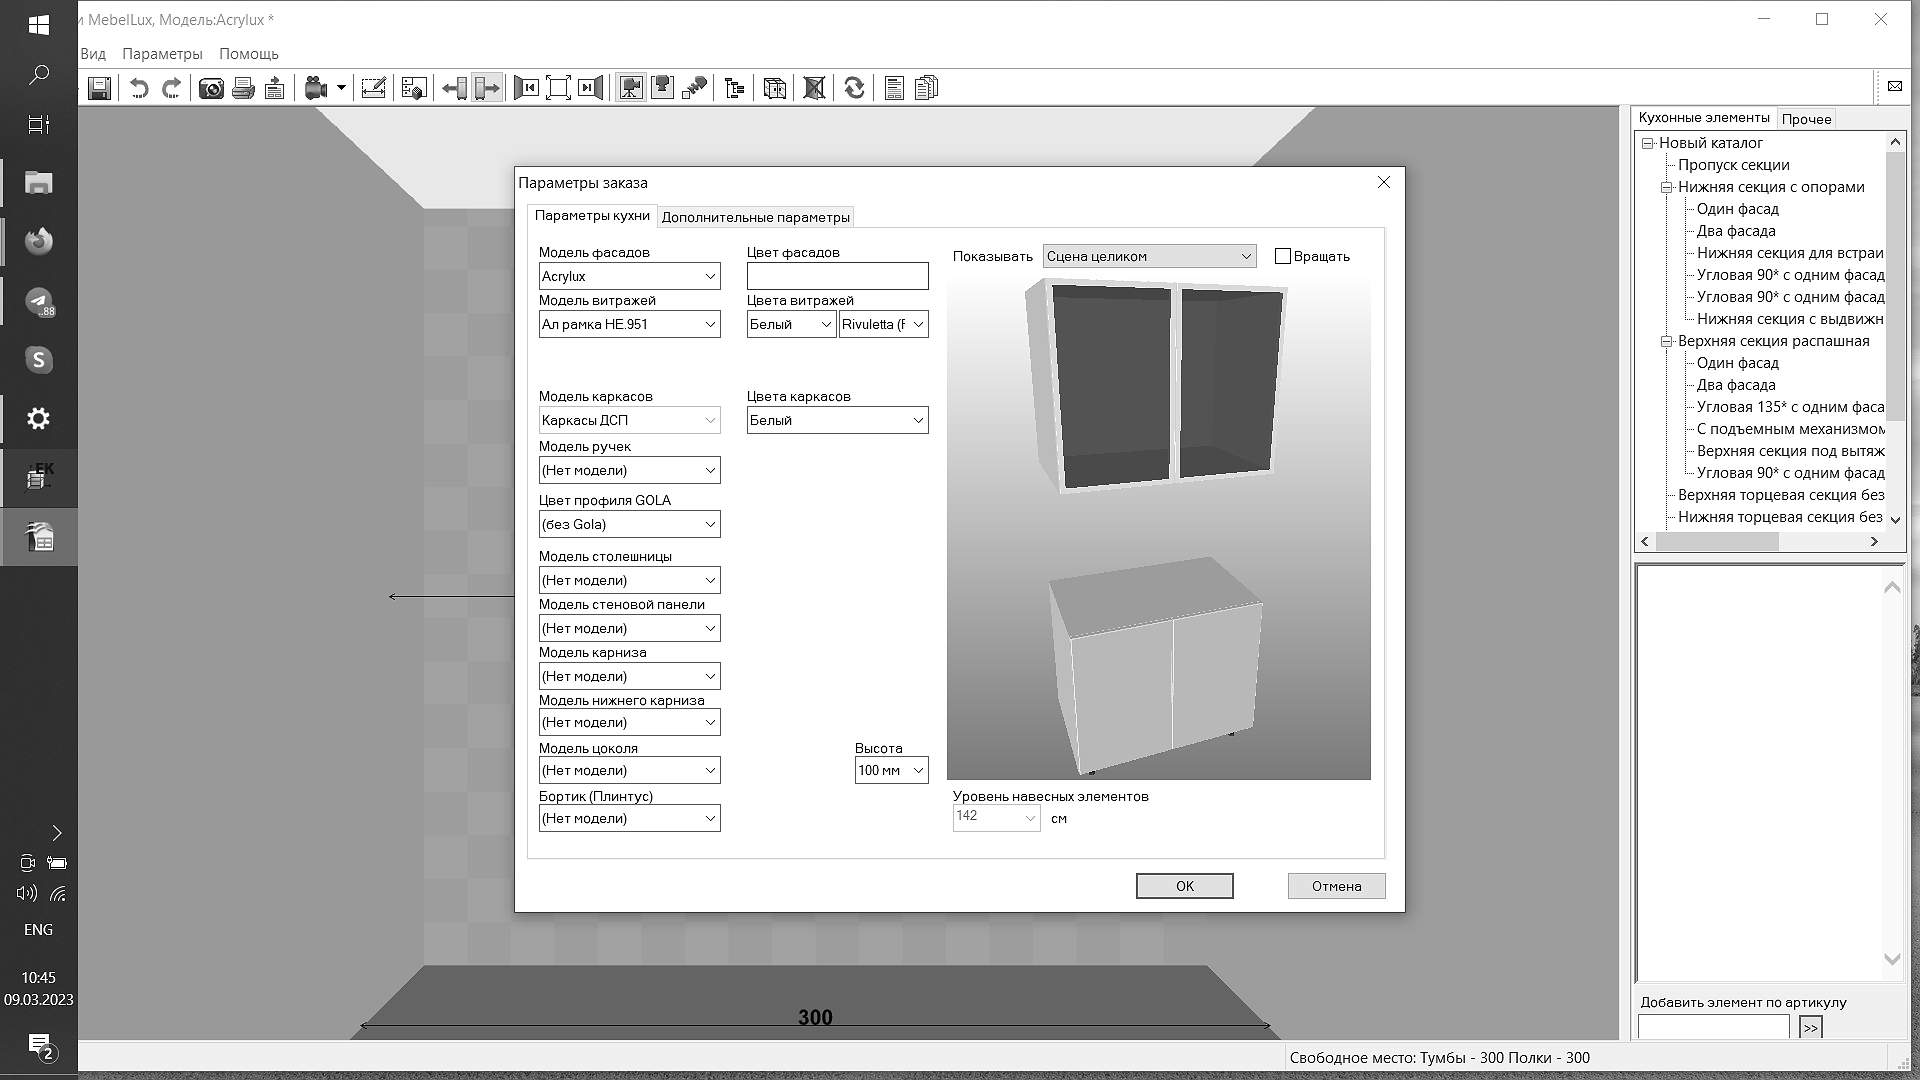 и MebelLux, Модель:Acrylux *
Вид Параметры Помощь
Кухонные элементы Прочее
Новый каталог
Пропуск секции
Нижняя секция с опорами
Один фасад
Два фасада
Нижняя секция для встраи
Угловая 90* с одним фасад
Угловая 90* с одним фасад
Нижняя секция с выдвижн
Верхняя секция распашная
Один фасад
Два фасада
Угловая 135* с одним фаса
С подъемным механизмом
Верхняя секция под вытяж
Угловая 90* с одним фасад
Верхняя торцевая секция без
Нижняя торцевая секция без
Параметры заказа
Параметры кухни Дополнительные параметры
Модель фасадов Цвет фасадов
Acrylux
Показывать Сцена целиком Вращать
Модель витражей Цвета витражей
Ал рамка НЕ.951 Белый Rivuletta (F
Модель каркасов Цвета каркасов
Каркасы ДСП Белый
Модель ручек
(Нет модели)
Цвет профиля GOLA
(без Gola)
Модель столешницы
(Нет модели)
Модель стеновой панели
(Нет модели)
Модель карниза
(Нет модели)
Модель нижнего карниза
(Нет модели)
Модель цоколя Высота
(Нет модели) 100 мм
Бортик (Плинтус)
(Нет модели)
Уровень навесных элементов
142 см
OK Отмена
300
Добавить элемент по артикулу
>>
Свободное место: Тумбы - 300 Полки - 300
..88
EK
ENG
10:45
09.03.2023
2